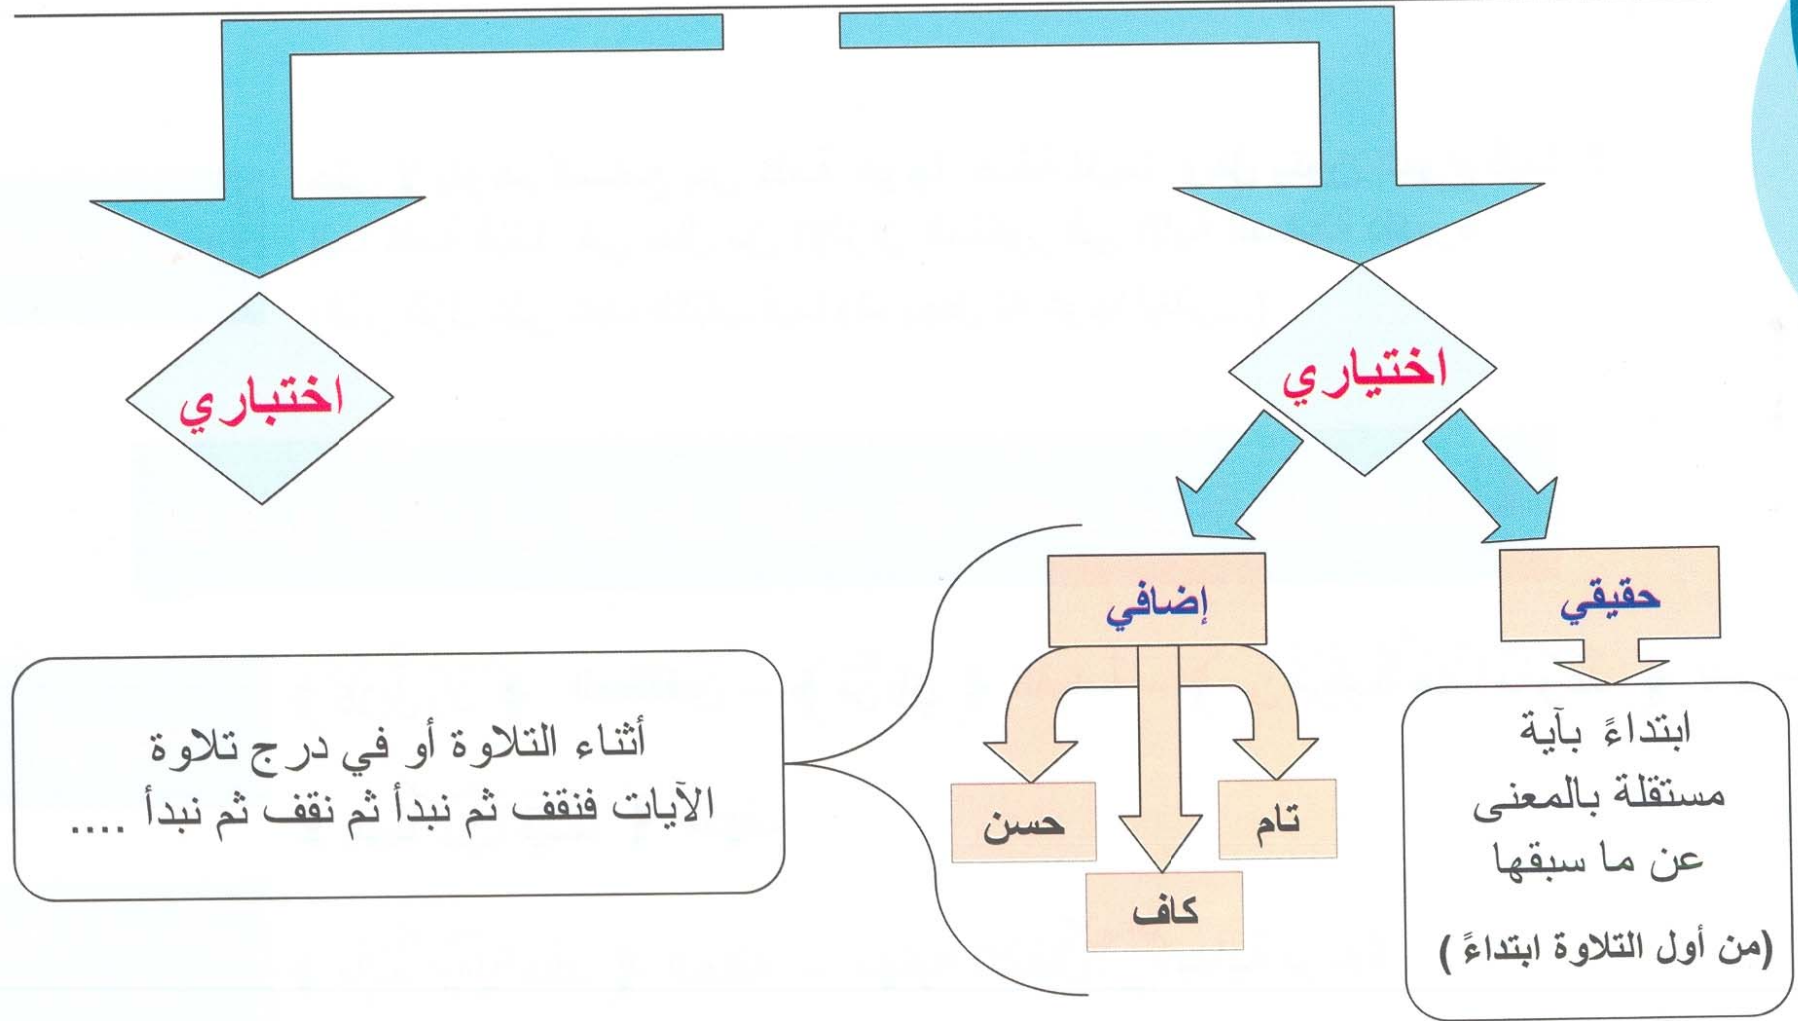 اختياري
اختباري
حقيقي
إضافي
ابتداءً بآية
مستقلة بالمعنى
عن ما سبقها
(من أول التلاوة ابتداءً )
تام
كاف
حسن
أثناء التلاوة أو في درج تلاوة
الآيات فنقف ثم نبدأ ثم نقف ثم نبدأ ....